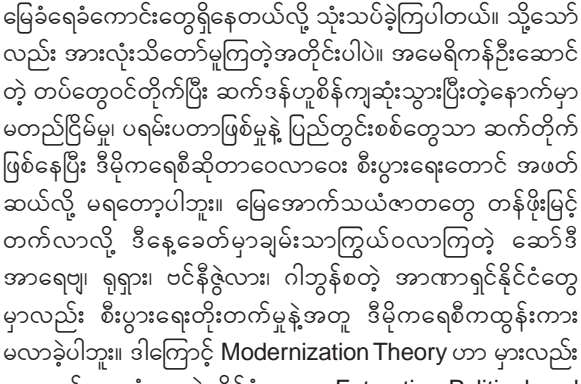 မြေခံရေခံကောင်းတွေရှိနေတယ်လို့ သုံးသပ်ခဲ့ကြပါတယ်။ သို့သော်
လည်း အားလုံးသိတော်မူကြတဲ့အတိုင်းပါပဲ။ အမေရိကန်ဦးဆောင်
တဲ့ တပ်တွေဝင်တိုက်ပြီး ဆက်ဒန်ဟူစိန်ကျဆုံးသွားပြီးတဲ့နောက်မှာ
မတည်ငြိမ်မှု၊ ပရမ်းပတာဖြစ်မှုနဲ့ ပြည်တွင်းစစ်တွေသာ ဆက်တိုက်
ဖြစ်နေပြီး ဒီမိုကရေစီဆိုတာဝေလာဝေး စီးပွားရေးတောင် အဖတ်
ဆယ်လို့ မရတော့ပါဘူး။ မြေအောက်သယံဇာတတွေ တန်ဖိုးမြင့်
တက်လာလို့ ဒီနေ့ခေတ်မှာချမ်းသာကြွယ်ဝလာကြတဲ့ ဆော်ဒီ
အာရေဗျ၊ ရုရှား၊ ဗင်နီဇွဲလား၊ ဂါဘွန်စတဲ့ အာဏာရှင်နိုင်ငံတွေ
မှာလည်း စီးပွားရေးတိုးတက်မှုနဲ့အတူ ဒီမိုကရေစီကထွန်းကား
မလာခဲ့ပါဘူး။ ဒါကြောင့် Modernization Theory ဟာ မှားလည်း